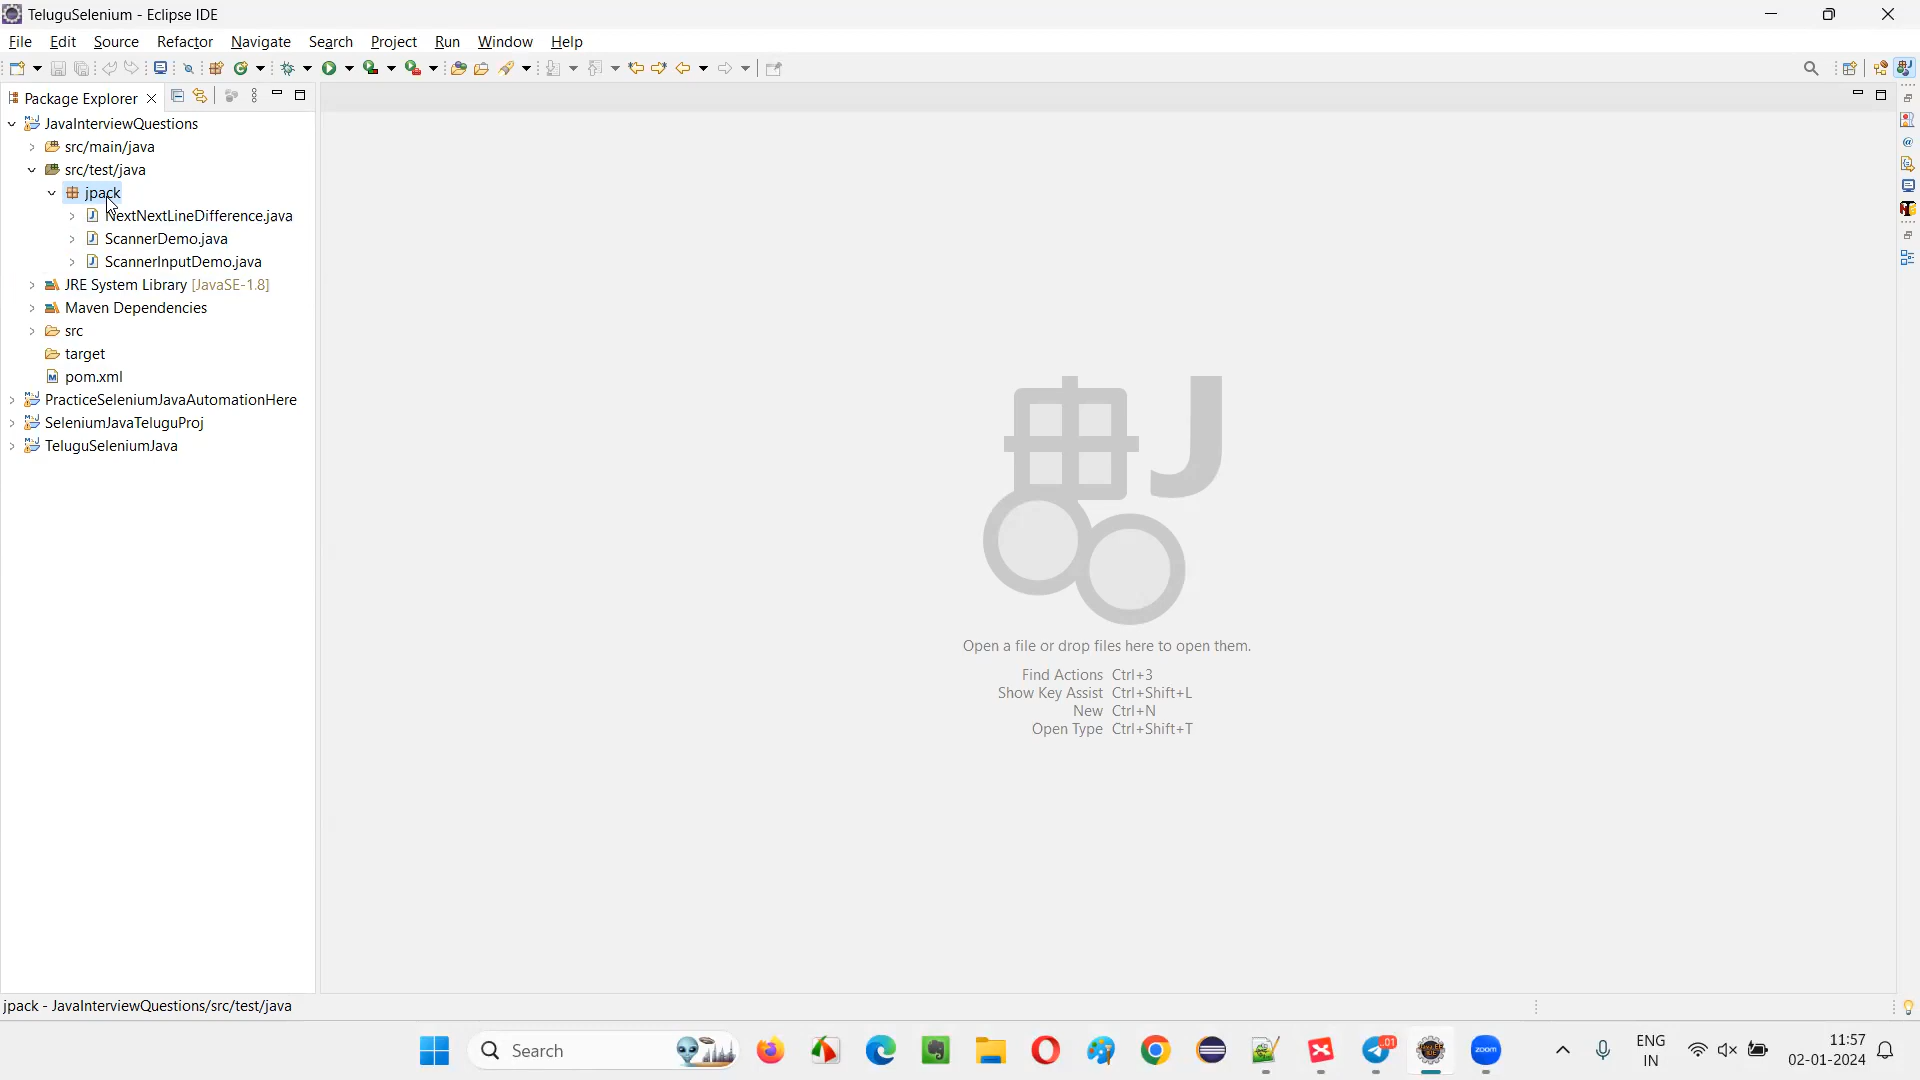 TeluguSelenium - Eclipse IDE
File Edit Source Refactor Navigate Search Project Run Window Help
Package Explorer
JavaInterviewQuestions
src/main/java
src/test/java
jpack
NextNextLineDifference.java
ScannerDemo.java
ScannerInputDemo.java
JRE System Library [JavaSE-1.8]
Maven Dependencies
src
target
pom.xml
PracticeSeleniumJavaAutomationHere
SeleniumJavaTeluguProj
TeluguSeleniumJava
Open a file or drop files here to open them.
Find Actions Ctrl+3
Show Key Assist Ctrl+Shift+L
New Ctrl+N
Open Type Ctrl+Shift+T
jpack - JavaInterviewQuestions/src/test/java
Search
zoom
ENG
IN
11:57
02-01-2024